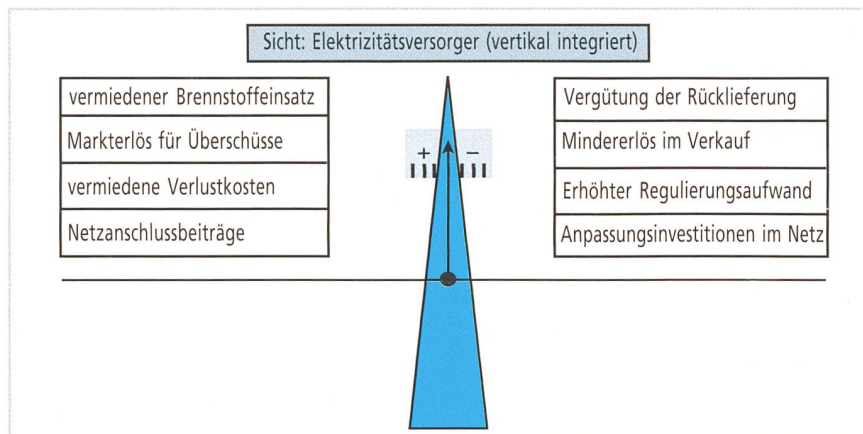 Sicht: Elektrizitätsversorger (vertikal integriert)
vermiedener Brennstoffeinsatz
Markterlös für Überschüsse
vermiedene Verlustkosten
Netzanschlussbeiträge
+ −
Vergütung der Rücklieferung
Mindererlös im Verkauf
Erhöhter Regulierungsaufwand
Anpassungsinvestitionen im Netz